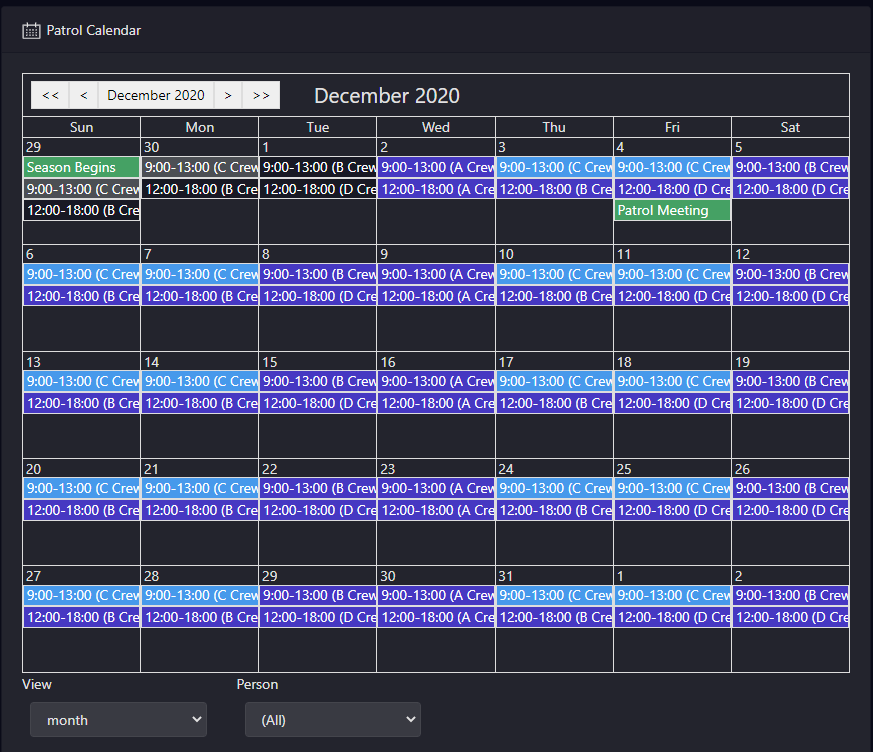 Patrol Calendar
<< < December 2020 > >> December 2020
Sun Mon Tue Wed Thu Fri Sat
29 30 1 2 3 4 5
Season Begins 9:00-13:00 (C Crew 9:00-13:00 (B Crew 9:00-13:00 (A Crew 9:00-13:00 (C Crew 9:00-13:00 (C Crew 9:00-13:00 (B Crew
9:00-13:00 (C Crew 12:00-18:00 (B Cre 12:00-18:00 (D Cre 12:00-18:00 (A Cre 12:00-18:00 (B Cre 12:00-18:00 (D Cre 12:00-18:00 (D Cre
12:00-18:00 (B Cre Patrol Meeting
6 7 8 9 10 11 12
9:00-13:00 (C Crew 9:00-13:00 (C Crew 9:00-13:00 (B Crew 9:00-13:00 (A Crew 9:00-13:00 (C Crew 9:00-13:00 (C Crew 9:00-13:00 (B Crew
12:00-18:00 (B Cre 12:00-18:00 (B Cre 12:00-18:00 (D Cre 12:00-18:00 (A Cre 12:00-18:00 (B Cre 12:00-18:00 (D Cre 12:00-18:00 (D Cre
13 14 15 16 17 18 19
9:00-13:00 (C Crew 9:00-13:00 (C Crew 9:00-13:00 (B Crew 9:00-13:00 (A Crew 9:00-13:00 (C Crew 9:00-13:00 (C Crew 9:00-13:00 (B Crew
12:00-18:00 (B Cre 12:00-18:00 (B Cre 12:00-18:00 (D Cre 12:00-18:00 (A Cre 12:00-18:00 (B Cre 12:00-18:00 (D Cre 12:00-18:00 (D Cre
20 21 22 23 24 25 26
9:00-13:00 (C Crew 9:00-13:00 (C Crew 9:00-13:00 (B Crew 9:00-13:00 (A Crew 9:00-13:00 (C Crew 9:00-13:00 (C Crew 9:00-13:00 (B Crew
12:00-18:00 (B Cre 12:00-18:00 (B Cre 12:00-18:00 (D Cre 12:00-18:00 (A Cre 12:00-18:00 (B Cre 12:00-18:00 (D Cre 12:00-18:00 (D Cre
27 28 29 30 31 1 2
9:00-13:00 (C Crew 9:00-13:00 (C Crew 9:00-13:00 (B Crew 9:00-13:00 (A Crew 9:00-13:00 (C Crew 9:00-13:00 (C Crew 9:00-13:00 (B Crew
12:00-18:00 (B Cre 12:00-18:00 (B Cre 12:00-18:00 (D Cre 12:00-18:00 (A Cre 12:00-18:00 (B Cre 12:00-18:00 (D Cre 12:00-18:00 (D Cre
View Person
month (All)